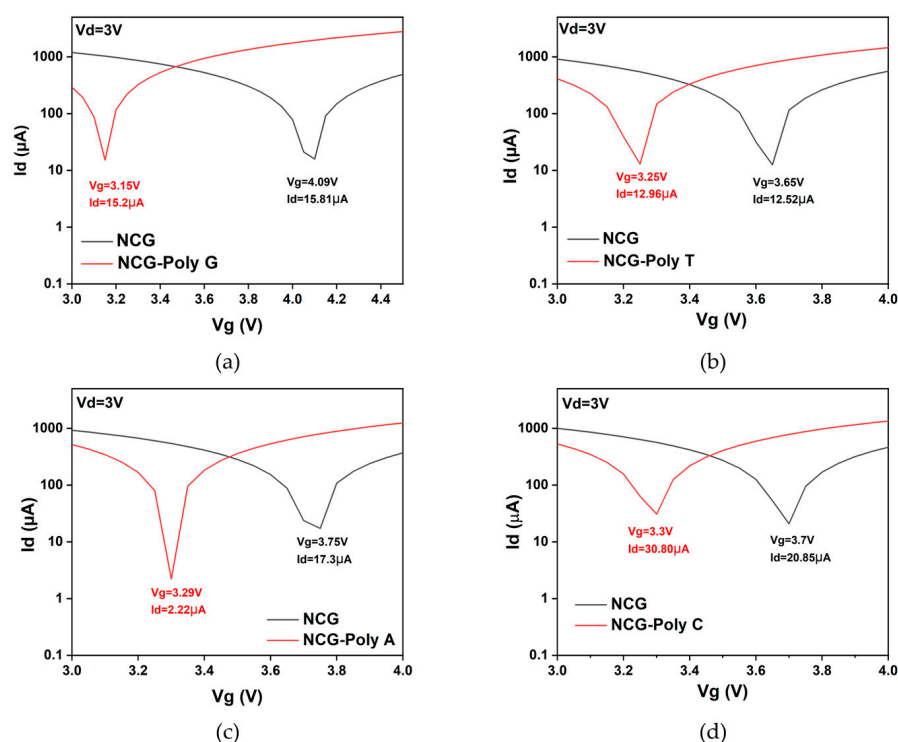 Vd=3V
Id (µA)
1000
100
10
1
0.1
Vg=3.15V
Id=15.2µA
Vg=4.09V
Id=15.81µA
NCG
NCG-Poly G
3.0 3.2 3.4 3.6 3.8 4.0 4.2 4.4
Vg (V)
(a)
Vd=3V
Id (µA)
1000
100
10
1
0.1
Vg=3.25V
Id=12.96µA
Vg=3.65V
Id=12.52µA
NCG
NCG-Poly T
3.0 3.2 3.4 3.6 3.8 4.0
Vg (V)
(b)
Vd=3V
Id (µA)
1000
100
10
1
0.1
Vg=3.75V
Id=17.3µA
Vg=3.29V
Id=2.22µA
NCG
NCG-Poly A
3.0 3.2 3.4 3.6 3.8 4.0
Vg (V)
(c)
Vd=3V
Id (µA)
1000
100
10
1
0.1
Vg=3.3V
Id=30.80µA
Vg=3.7V
Id=20.85µA
NCG
NCG-Poly C
3.0 3.2 3.4 3.6 3.8 4.0
Vg (V)
(d)